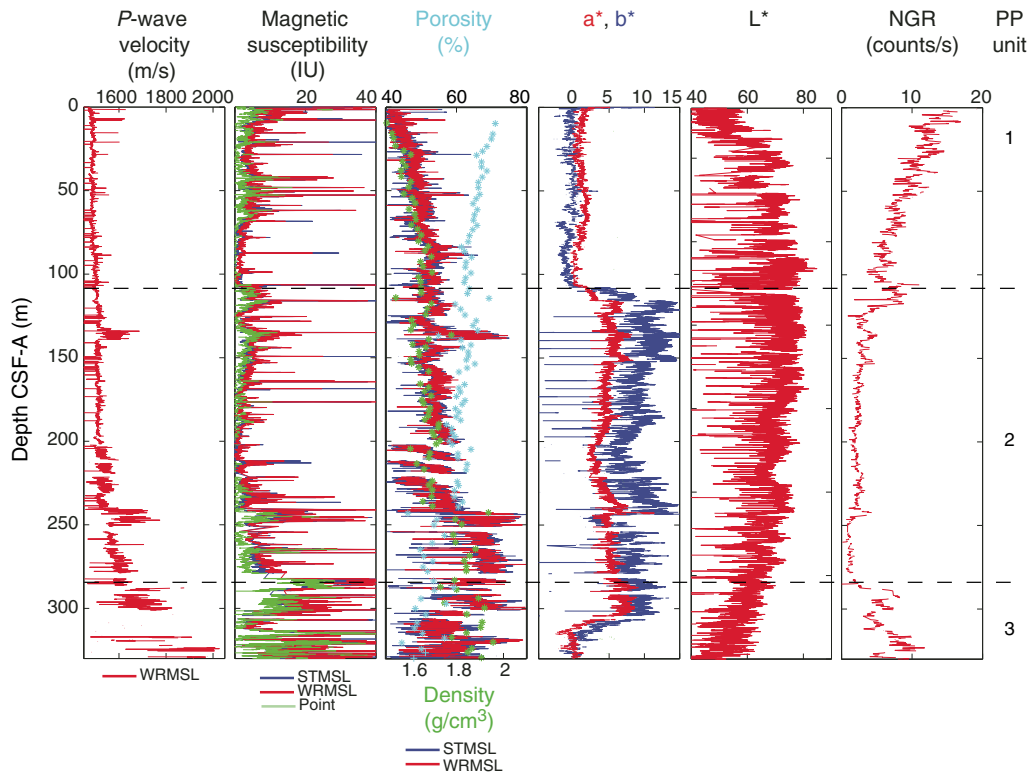 P-wave velocity (m/s)
Magnetic susceptibility (IU)
Porosity (%)
a*, b*
L*
NGR (counts/s)
PP unit
1600 2000
0 20 40
40 60 80
0 5 10 15
40 60 80
0 10 20
Depth CSF-A (m)
0
50
100
150
200
250
300
1
2
3
WRMSL
STMSL
WRMSL
Point
1.6 1.8 2
Density (g/cm³)
STMSL
WRMSL